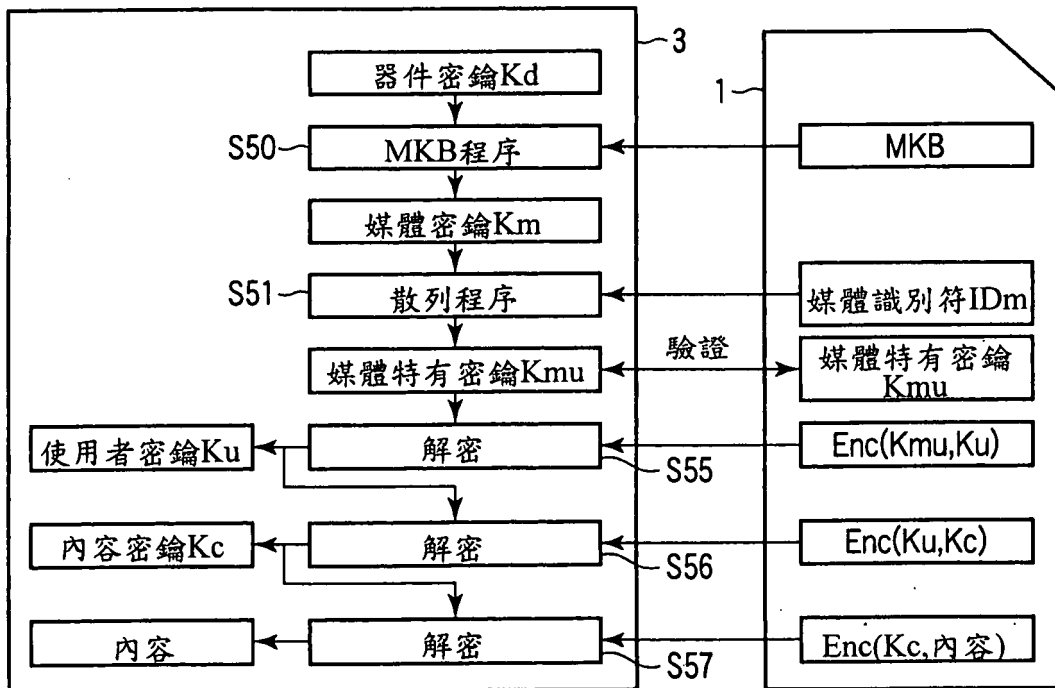 3
器件密鑰Kd
1
S50
MKB程序
MKB
媒體密鑰Km
S51
散列程序
媒體識別符IDm
驗證
媒體特有密鑰Kmu
媒體特有密鑰
Kmu
使用者密鑰Ku
解密
Enc(Kmu,Ku)
S55
內容密鑰Kc
解密
Enc(Ku,Kc)
S56
內容
解密
Enc(Kc,內容)
S57